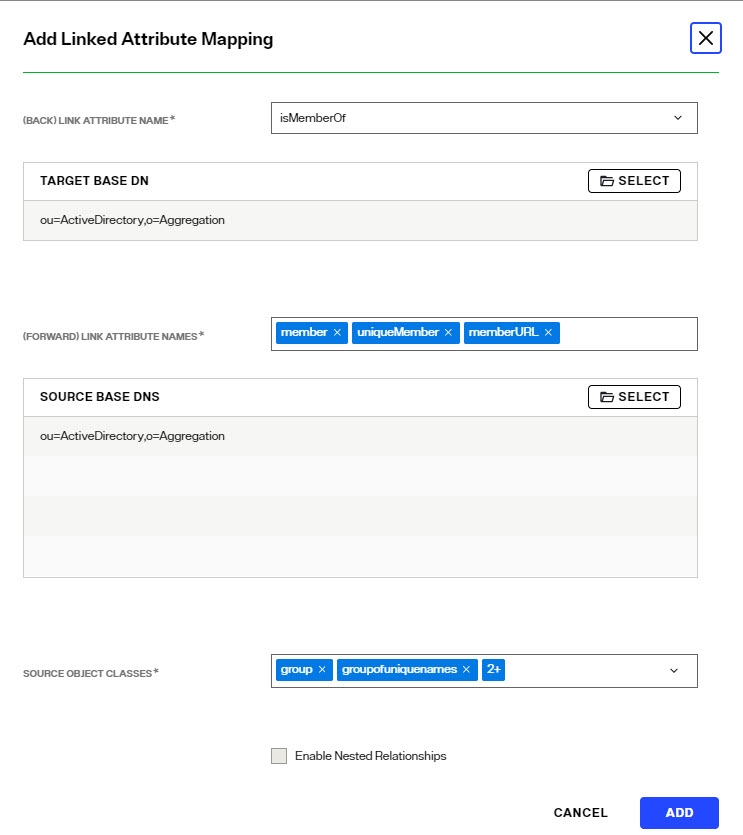 Add Linked Attribute Mapping
(BACK) LINK ATTRIBUTE NAME*
isMemberOf
TARGET BASE DN
SELECT
ou=ActiveDirectory,o=Aggregation
(FORWARD) LINK ATTRIBUTE NAMES*
member × uniqueMember × memberURL ×
SOURCE BASE DNS
SELECT
ou=ActiveDirectory,o=Aggregation
SOURCE OBJECT CLASSES*
group × groupofuniquenames × 2+
Enable Nested Relationships
CANCEL
ADD